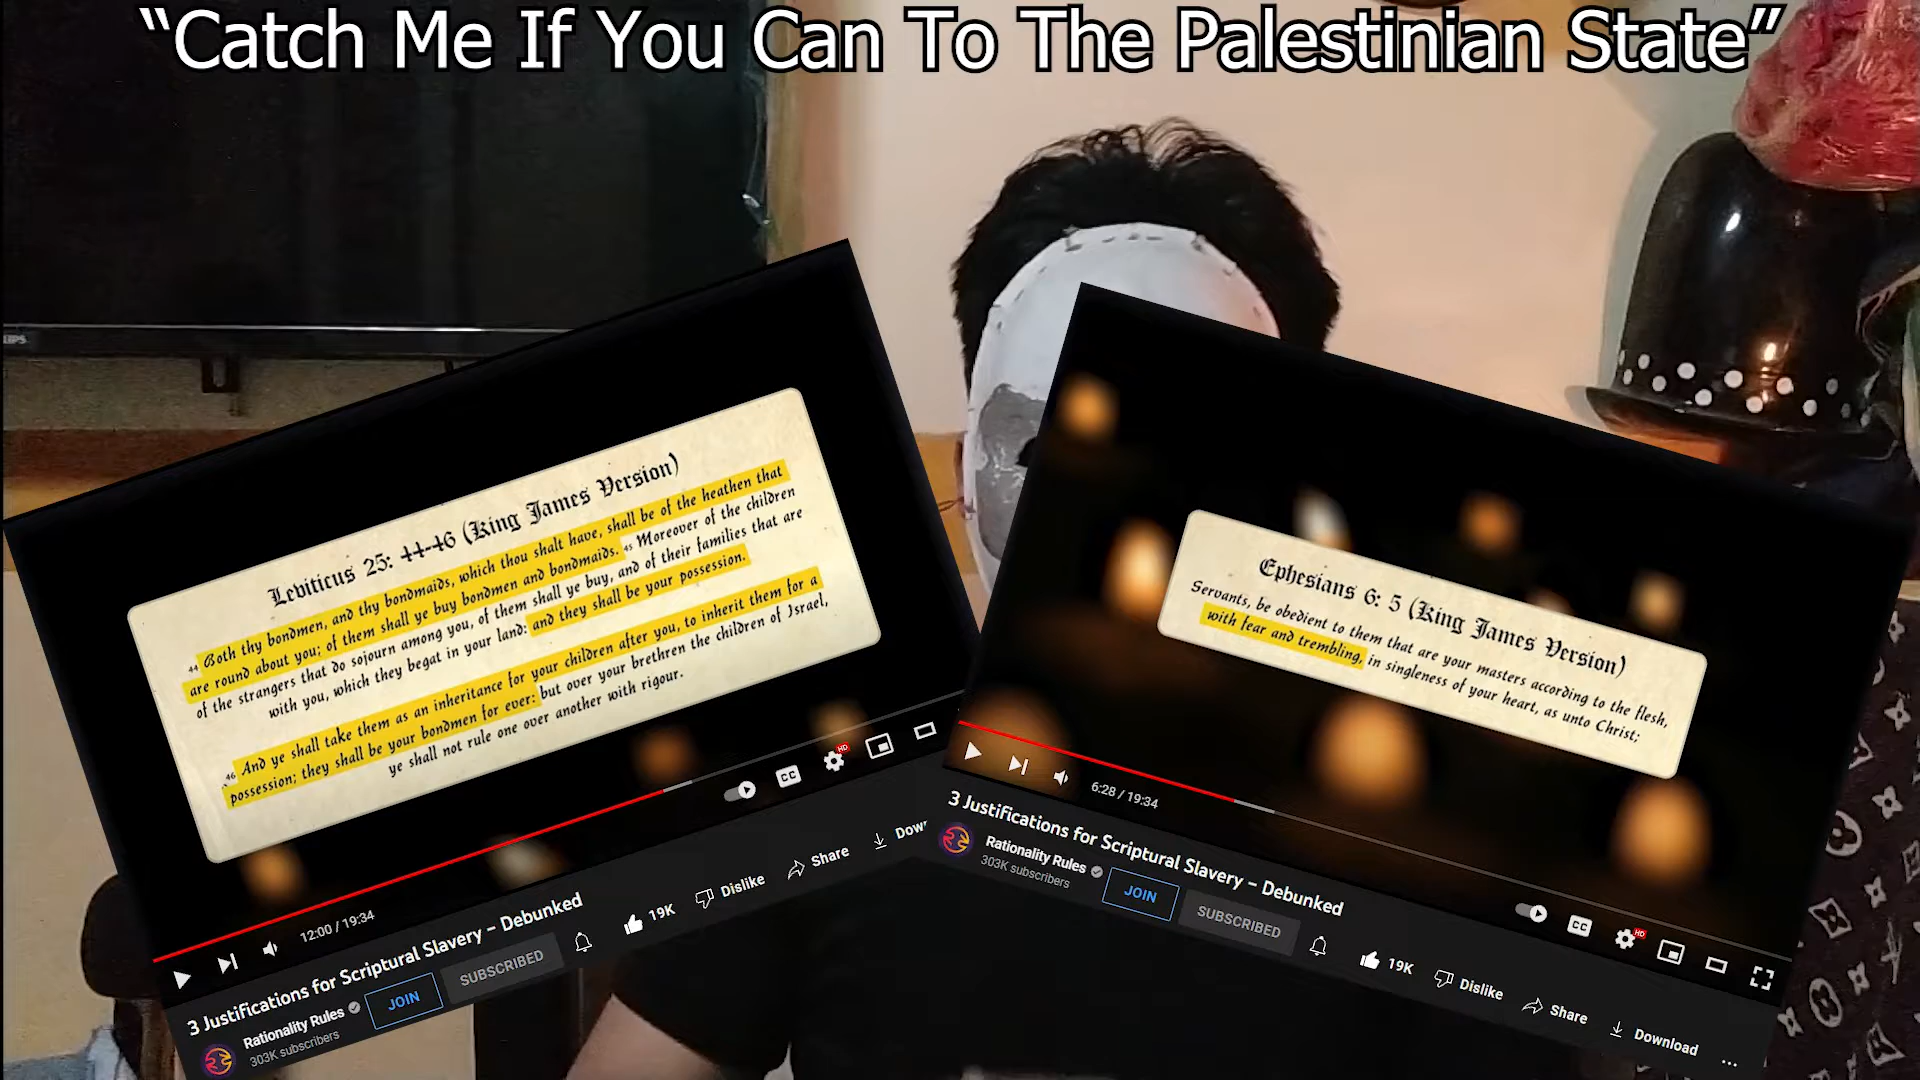 “Catch Me If You Can To The Palestinian State”
Leviticus 25: 44-46 (King James Version)
44 Both thy bondmen, and thy bondmaids, which thou shalt have, shall be of the heathen that
are round about you; of them shall ye buy bondmen and bondmaids. 45 Moreover of the children
of the strangers that do sojourn among you, of them shall ye buy, and of their families that are
with you, which they begat in your land: and they shall be your possession.
46 And ye shall take them as an inheritance for your children after you, to inherit them for a
possession; they shall be your bondmen for ever: but over your brethren the children of Israel,
ye shall not rule one over another with rigour.
CC
HD
12:00 / 19:34
3 Justifications for Scriptural Slavery – Debunked
Rationality Rules
303K subscribers
JOIN
SUBSCRIBED
19K
Dislike
Share
Dow
Ephesians 6: 5 (King James Version)
Servants, be obedient to them that are your masters according to the flesh,
with fear and trembling, in singleness of your heart, as unto Christ;
6:28 / 19:34
CC
HD
3 Justifications for Scriptural Slavery – Debunked
Rationality Rules
303K subscribers
JOIN
SUBSCRIBED
19K
Dislike
Share
Download
...